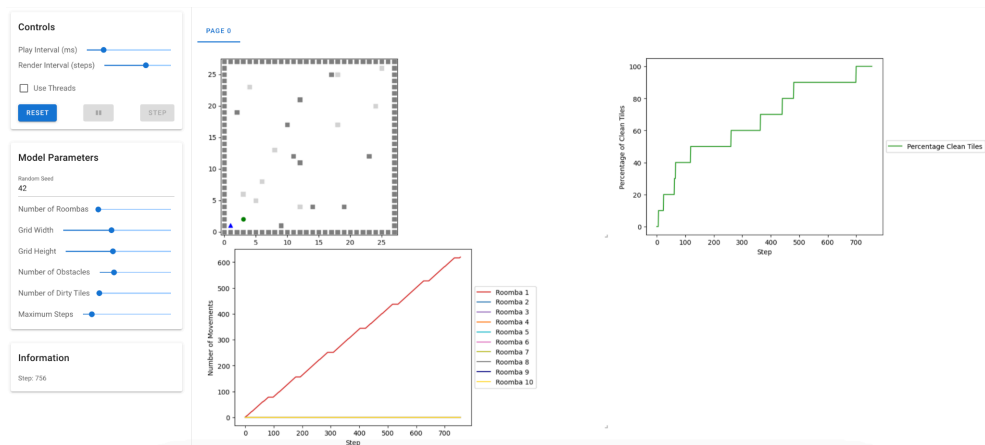 Controls
Play Interval (ms)
Render Interval (steps)
Use Threads
RESET
STEP
Model Parameters
Random Seed
42
Number of Roombas
Grid Width
Grid Height
Number of Obstacles
Number of Dirty Tiles
Maximum Steps
Information
Step: 756
PAGE 0
25
20
15
10
5
0
0 5 10 15 20 25
Percentage of Clean Tiles
100
80
60
40
20
0
0 100 200 300 400 500 600 700
Step
Percentage Clean Tiles
Number of Movements
600
500
400
300
200
100
0
0 100 200 300 400 500 600 700
Step
Roomba 1
Roomba 2
Roomba 3
Roomba 4
Roomba 5
Roomba 6
Roomba 7
Roomba 8
Roomba 9
Roomba 10